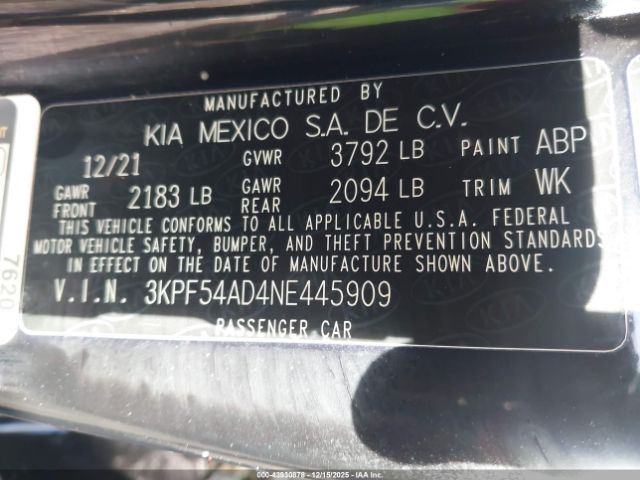 MANUFACTURED BY
KIA MEXICO S.A. DE C.V.
12/21 GVWR 3792 LB PAINT ABP
GAWR FRONT 2183 LB GAWR REAR 2094 LB TRIM WK
THIS VEHICLE CONFORMS TO ALL APPLICABLE U.S.A. FEDERAL
MOTOR VEHICLE SAFETY, BUMPER, AND THEFT PREVENTION STANDARDS
IN EFFECT ON THE DATE OF MANUFACTURE SHOWN ABOVE.
V.I.N. 3KPF54AD4NE445909
PASSENGER CAR
7620
000-43930878 - 12/15/2025 - IAAI.COM